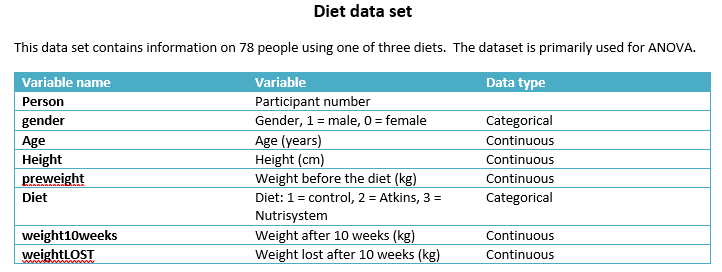 Diet data set
This data set contains information on 78 people using one of three diets.  The dataset is primarily used for ANOVA.
Variable name Variable Data type
Person Participant number
gender Gender, 1 = male, 0 = female Categorical
Age Age (years) Continuous
Height Height (cm) Continuous
preweight Weight before the diet (kg) Continuous
Diet Diet: 1 = control, 2 = Atkins, 3 = Categorical
Nutrisystem
weight10weeks Weight after 10 weeks (kg) Continuous
weightLOST Weight lost after 10 weeks (kg) Continuous